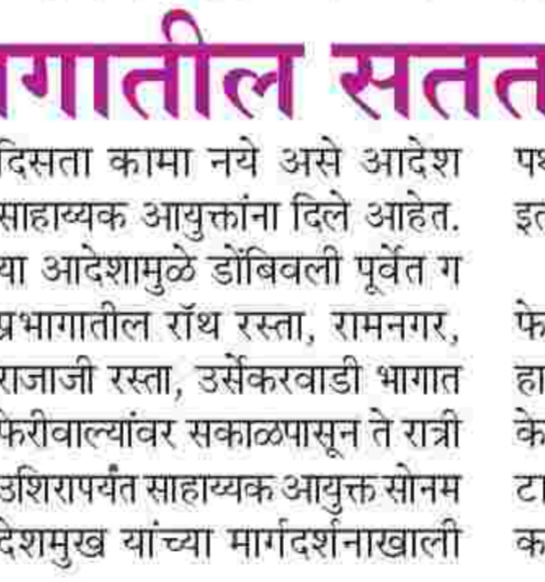 गातील सतत
दिसता कामा नये असे आदेश
साहाय्यक आयुक्तांना दिले आहेत.
या आदेशामुळे डोंबिवली पूर्वेत ग
प्रभागातील रॉथ रस्ता, रामनगर,
राजाजी रस्ता, उर्सेकरवाडी भागात
फेरीवाल्यांवर सकाळपासून ते रात्री
उशिरापर्यंत साहाय्यक आयुक्त सोनम
देशमुख यांच्या मार्गदर्शनाखाली